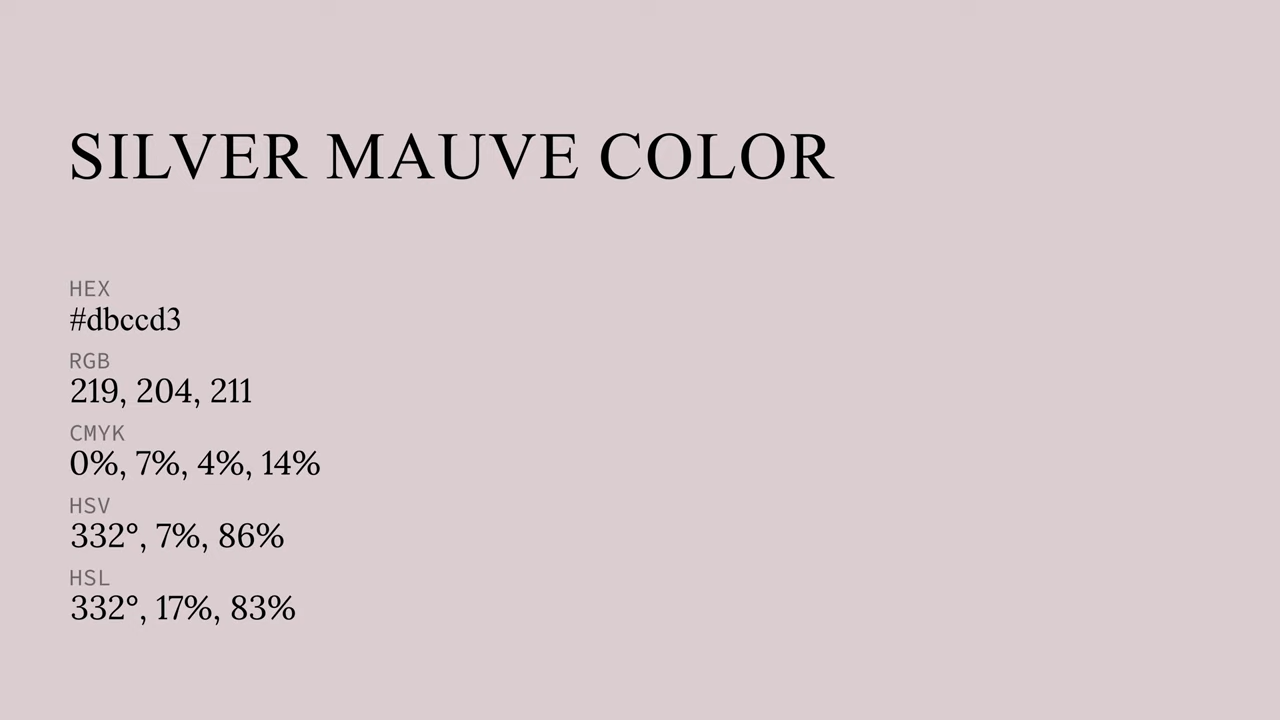 SILVER MAUVE COLOR
HEX
#dbccd3
RGB
219, 204, 211
CMYK
0%, 7%, 4%, 14%
HSV
332°, 7%, 86%
HSL
332°, 17%, 83%